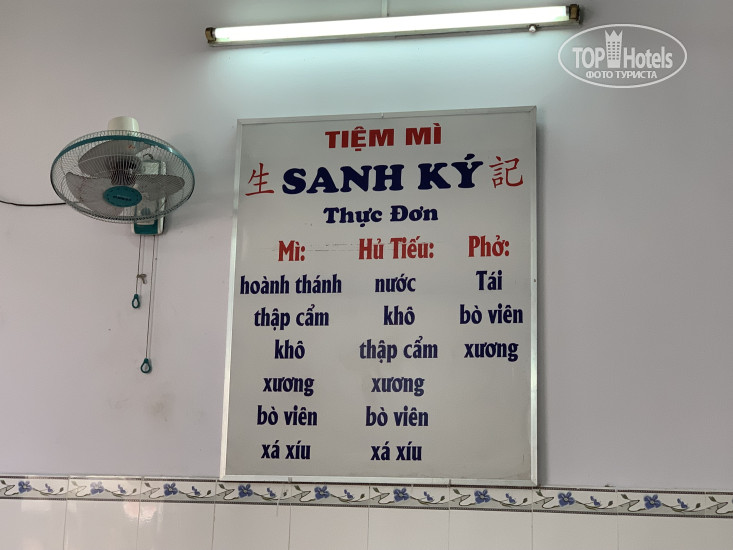 TOP Hotels
ФОТО ТУРИСТА
TIỆM MÌ
生 SANH KÝ 記
Thực Đơn
Mì: Hủ Tiếu: Phở:
hoành thánh nước Tái
thập cẩm khô bò viên
khô thập cẩm xương
xương xương
bò viên bò viên
xá xíu xá xíu